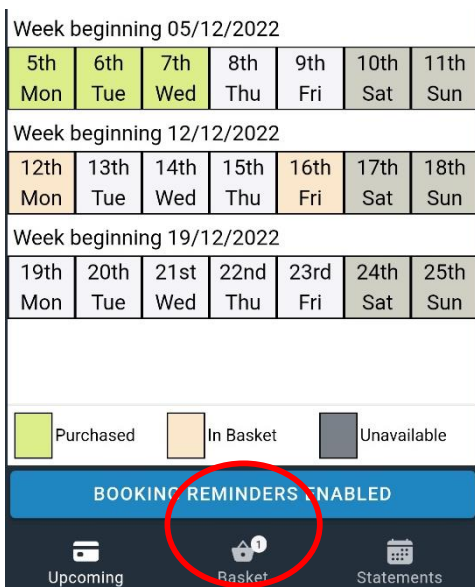 Week beginning 05/12/2022
5th 6th 7th 8th 9th 10th 11th
Mon Tue Wed Thu Fri Sat Sun
Week beginning 12/12/2022
12th 13th 14th 15th 16th 17th 18th
Mon Tue Wed Thu Fri Sat Sun
Week beginning 19/12/2022
19th 20th 21st 22nd 23rd 24th 25th
Mon Tue Wed Thu Fri Sat Sun
Purchased In Basket Unavailable
BOOKING REMINDERS ENABLED
1
Upcoming Basket Statements